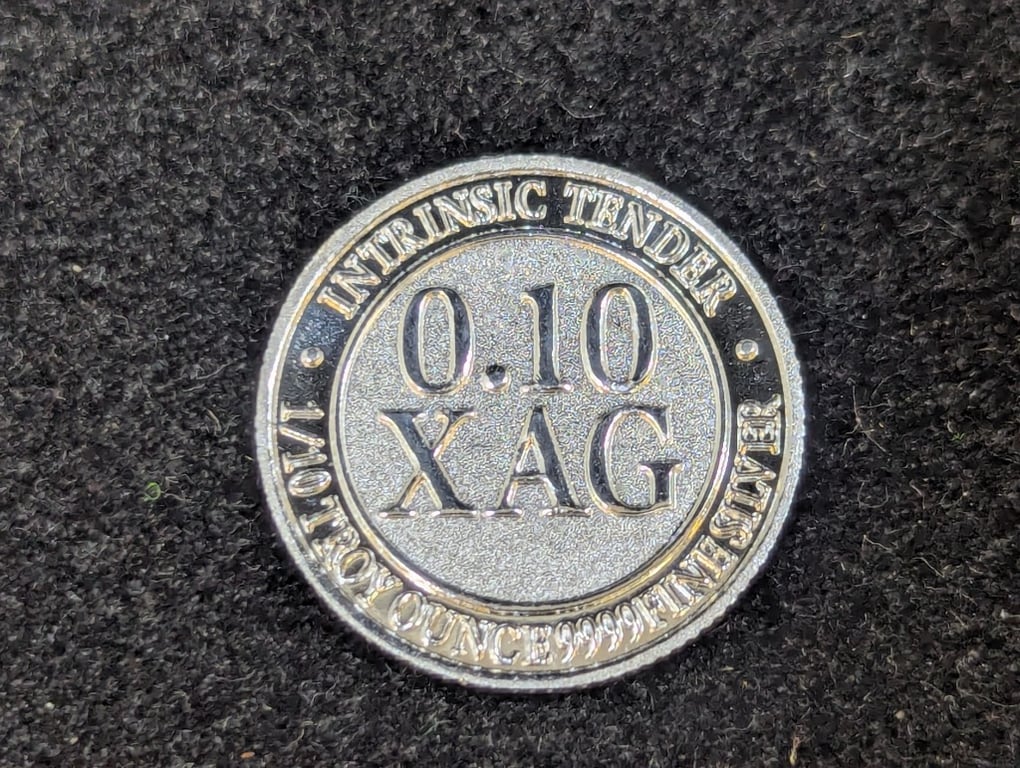 INTRINSIC TENDER
0.10
XAG
1/10 TROY OUNCE 9999 FINE SILVER